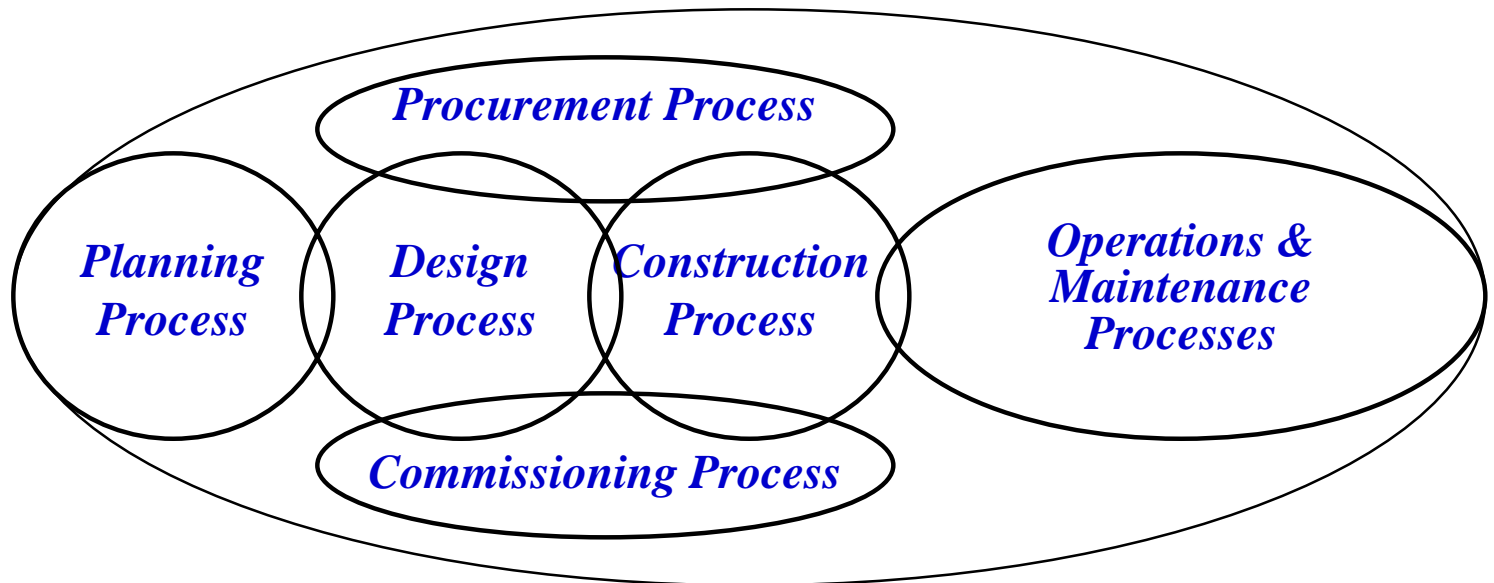 Procurement Process
Planning
Process
Design
Process
Construction
Process
Operations &
Maintenance
Processes
Commissioning Process